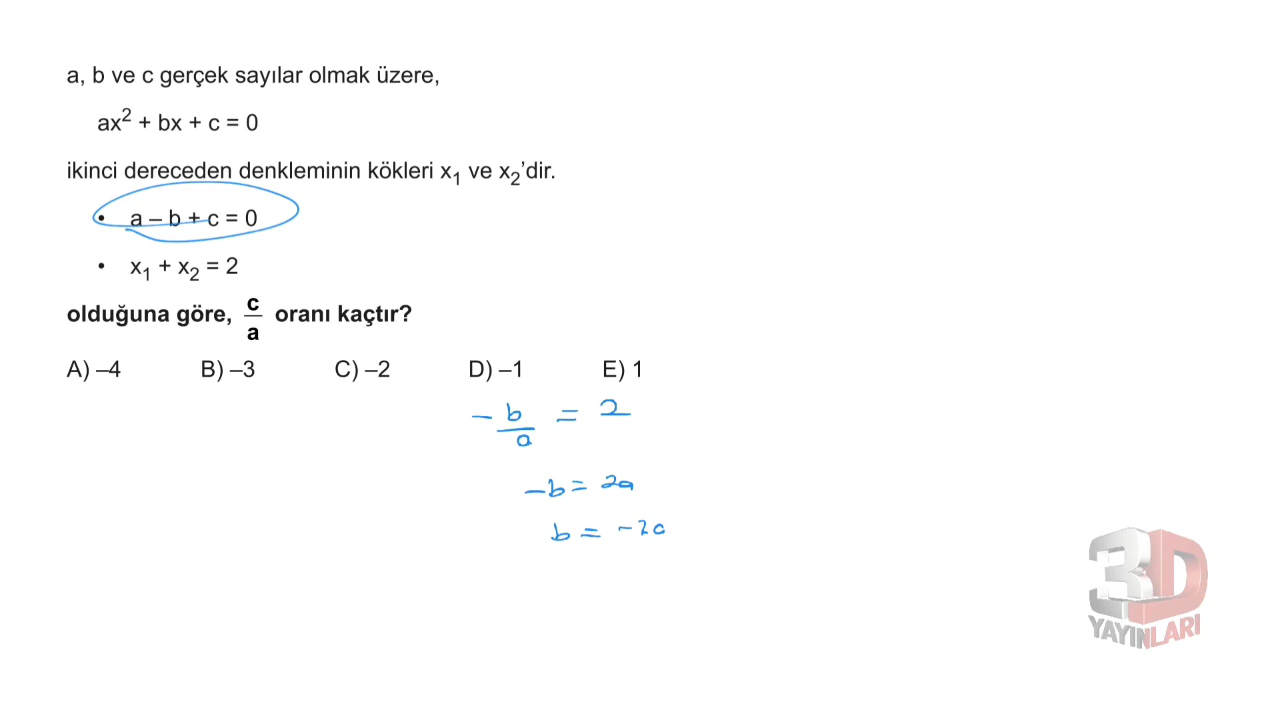 a, b ve c gerçek sayılar olmak üzere,
ax² + bx + c = 0
ikinci dereceden denkleminin kökleri x₁ ve x₂'dir.
• a – b + c = 0
• x₁ + x₂ = 2
olduğuna göre, c/a oranı kaçtır?
A) –4 B) –3 C) –2 D) –1 E) 1
– b/a = 2
–b = 2a
b = –2a
3D
YAYINLARI